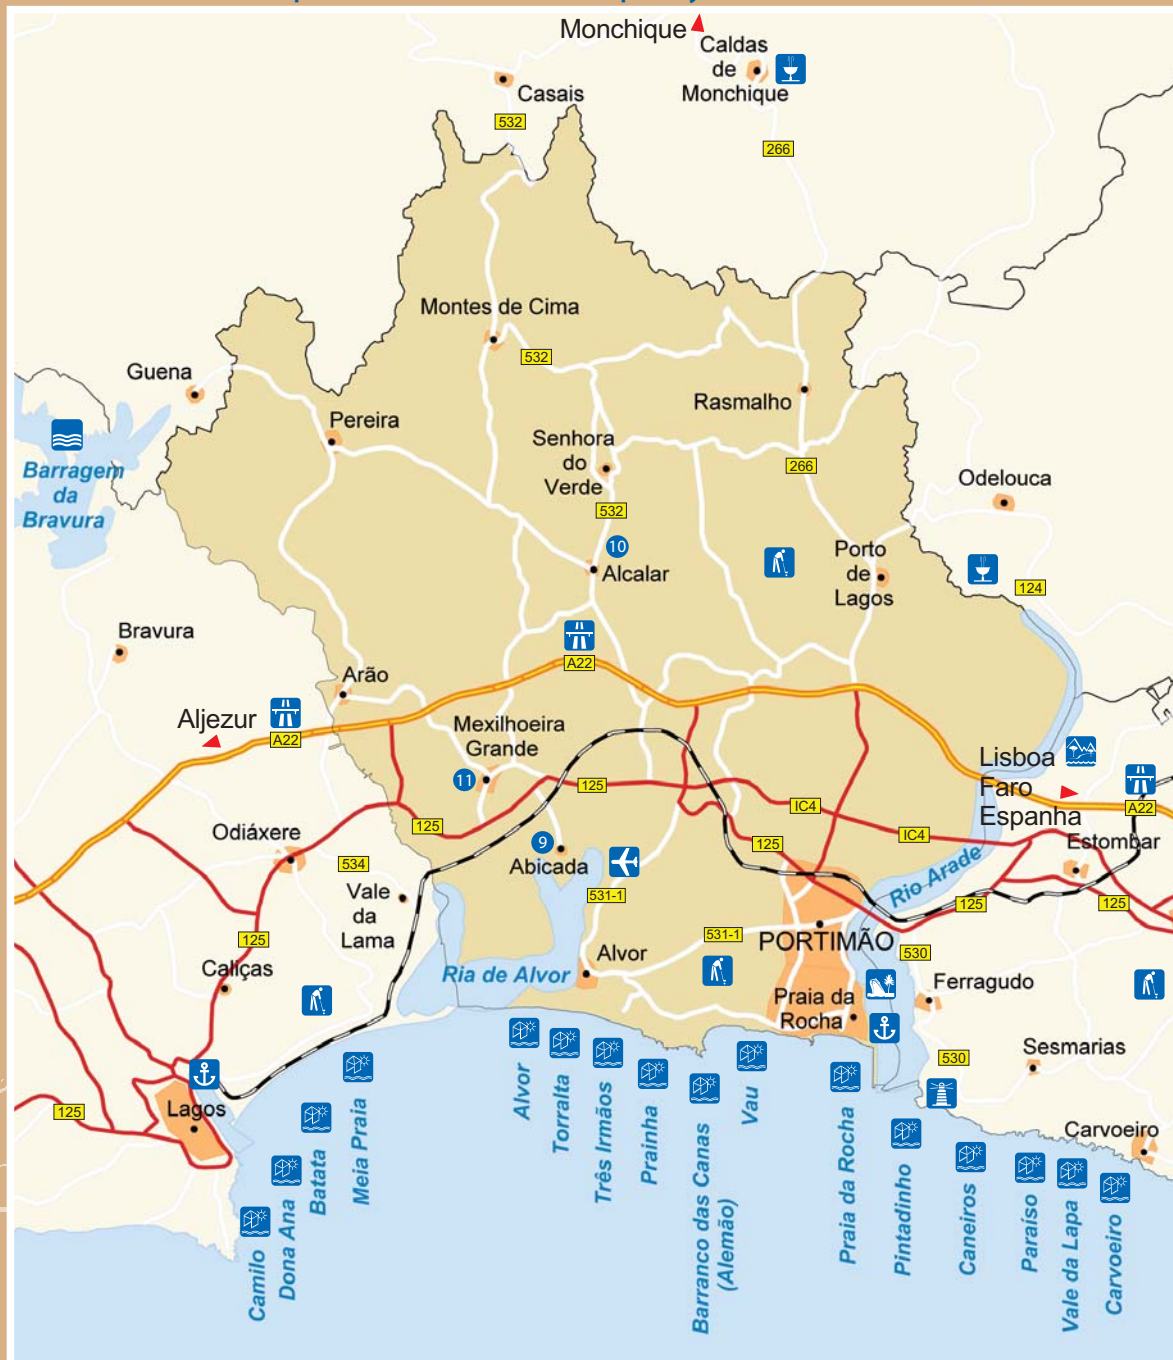 Monchique
Caldas
de
Monchique
Casais
532
266
Montes de Cima
532
Guena
Rasmalho
Pereira
Senhora
do
Verde
266
Barragem
da
Bravura
Odelouca
532
10
Alcalar
Porto
de
Lagos
124
Bravura
A22
Arão
Aljezur
A22
Mexilhoeira
Grande
11
125
Lisboa
Faro
Espanha
A22
IC4
IC4
125
125
Odiáxere
534
9
Abicada
Estombar
Rio Arade
Vale
da
Lama
531-1
125
125
531-1
PORTIMÃO
530
125
Alvor
Ria de Alvor
Caliças
Ferragudo
Praia da
Rocha
530
Sesmarias
125
Lagos
Carvoeiro
Camilo
Dona Ana
Batata
Meia Praia
Alvor
Torralta
Três Irmãos
Prainha
Barranco das Canas
(Alemão)
Vau
Praia da Rocha
Pintadinho
Caneiros
Paraíso
Vale da Lapa
Carvoeiro